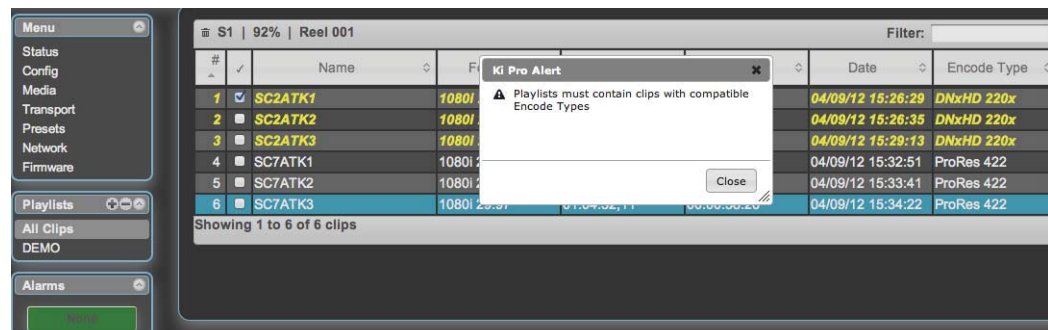 Menu
Status
Config
Media
Transport
Presets
Network
Firmware
Playlists
All Clips
DEMO
Alarms
None
S1 | 92% | Reel 001
Filter:
# ✓ Name Date Encode Type
1 SC2ATK1 1080i 04/09/12 15:26:29 DNxHD 220x
2 SC2ATK2 1080i 04/09/12 15:26:35 DNxHD 220x
3 SC2ATK3 1080i 04/09/12 15:29:13 DNxHD 220x
4 SC7ATK1 1080i 04/09/12 15:32:51 ProRes 422
5 SC7ATK2 1080i 04/09/12 15:33:41 ProRes 422
6 SC7ATK3 1080i 29.97 04/09/12 15:34:22 ProRes 422
Showing 1 to 6 of 6 clips
Ki Pro Alert
Playlists must contain clips with compatible
Encode Types
Close